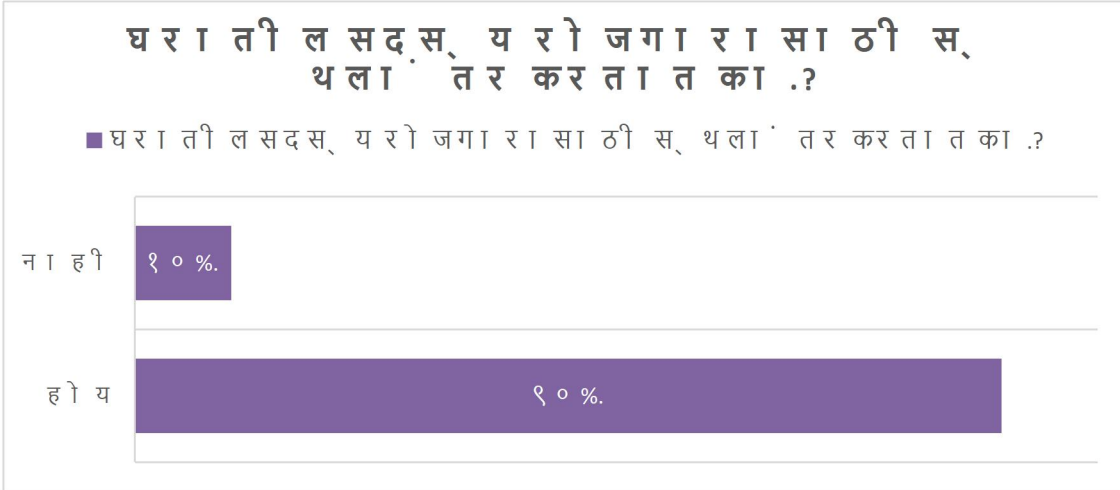 घरातील सदस्य रोजगारासाठी स्
थलांतर करतात का.?
घरातील सदस्य रोजगारासाठी स्थलांतर करतात का.?
नाही
१०%.
होय
९०%.